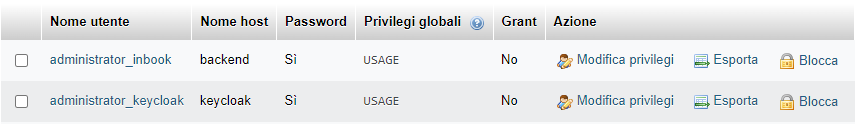 Nome utente Nome host Password Privilegi globali Grant Azione
administrator_inbook backend Sì USAGE No Modifica privilegi Esporta Blocca
administrator_keycloak keycloak Sì USAGE No Modifica privilegi Esporta Blocca